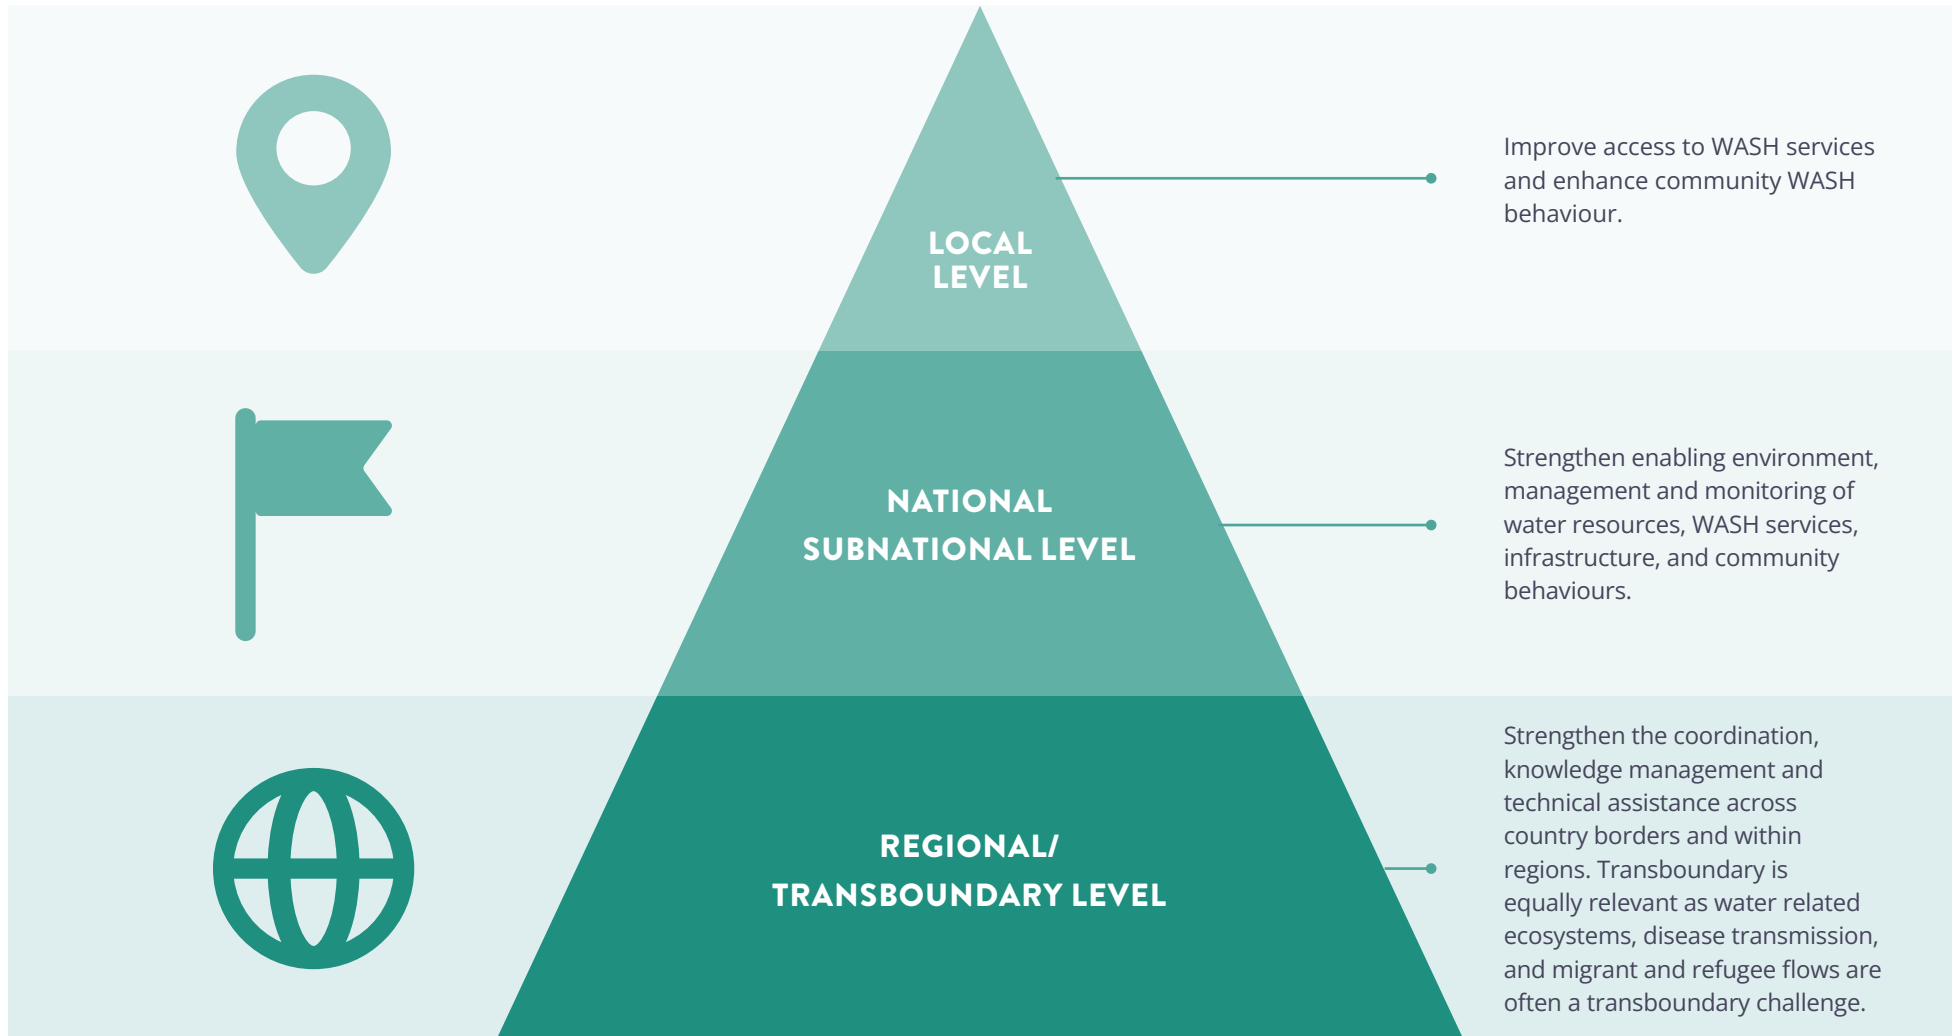 LOCAL
LEVEL
Improve access to WASH services
and enhance community WASH
behaviour.
NATIONAL
SUBNATIONAL LEVEL
Strengthen enabling environment,
management and monitoring of
water resources, WASH services,
infrastructure, and community
behaviours.
REGIONAL/
TRANSBOUNDARY LEVEL
Strengthen the coordination,
knowledge management and
technical assistance across
country borders and within
regions. Transboundary is
equally relevant as water related
ecosystems, disease transmission,
and migrant and refugee flows are
often a transboundary challenge.